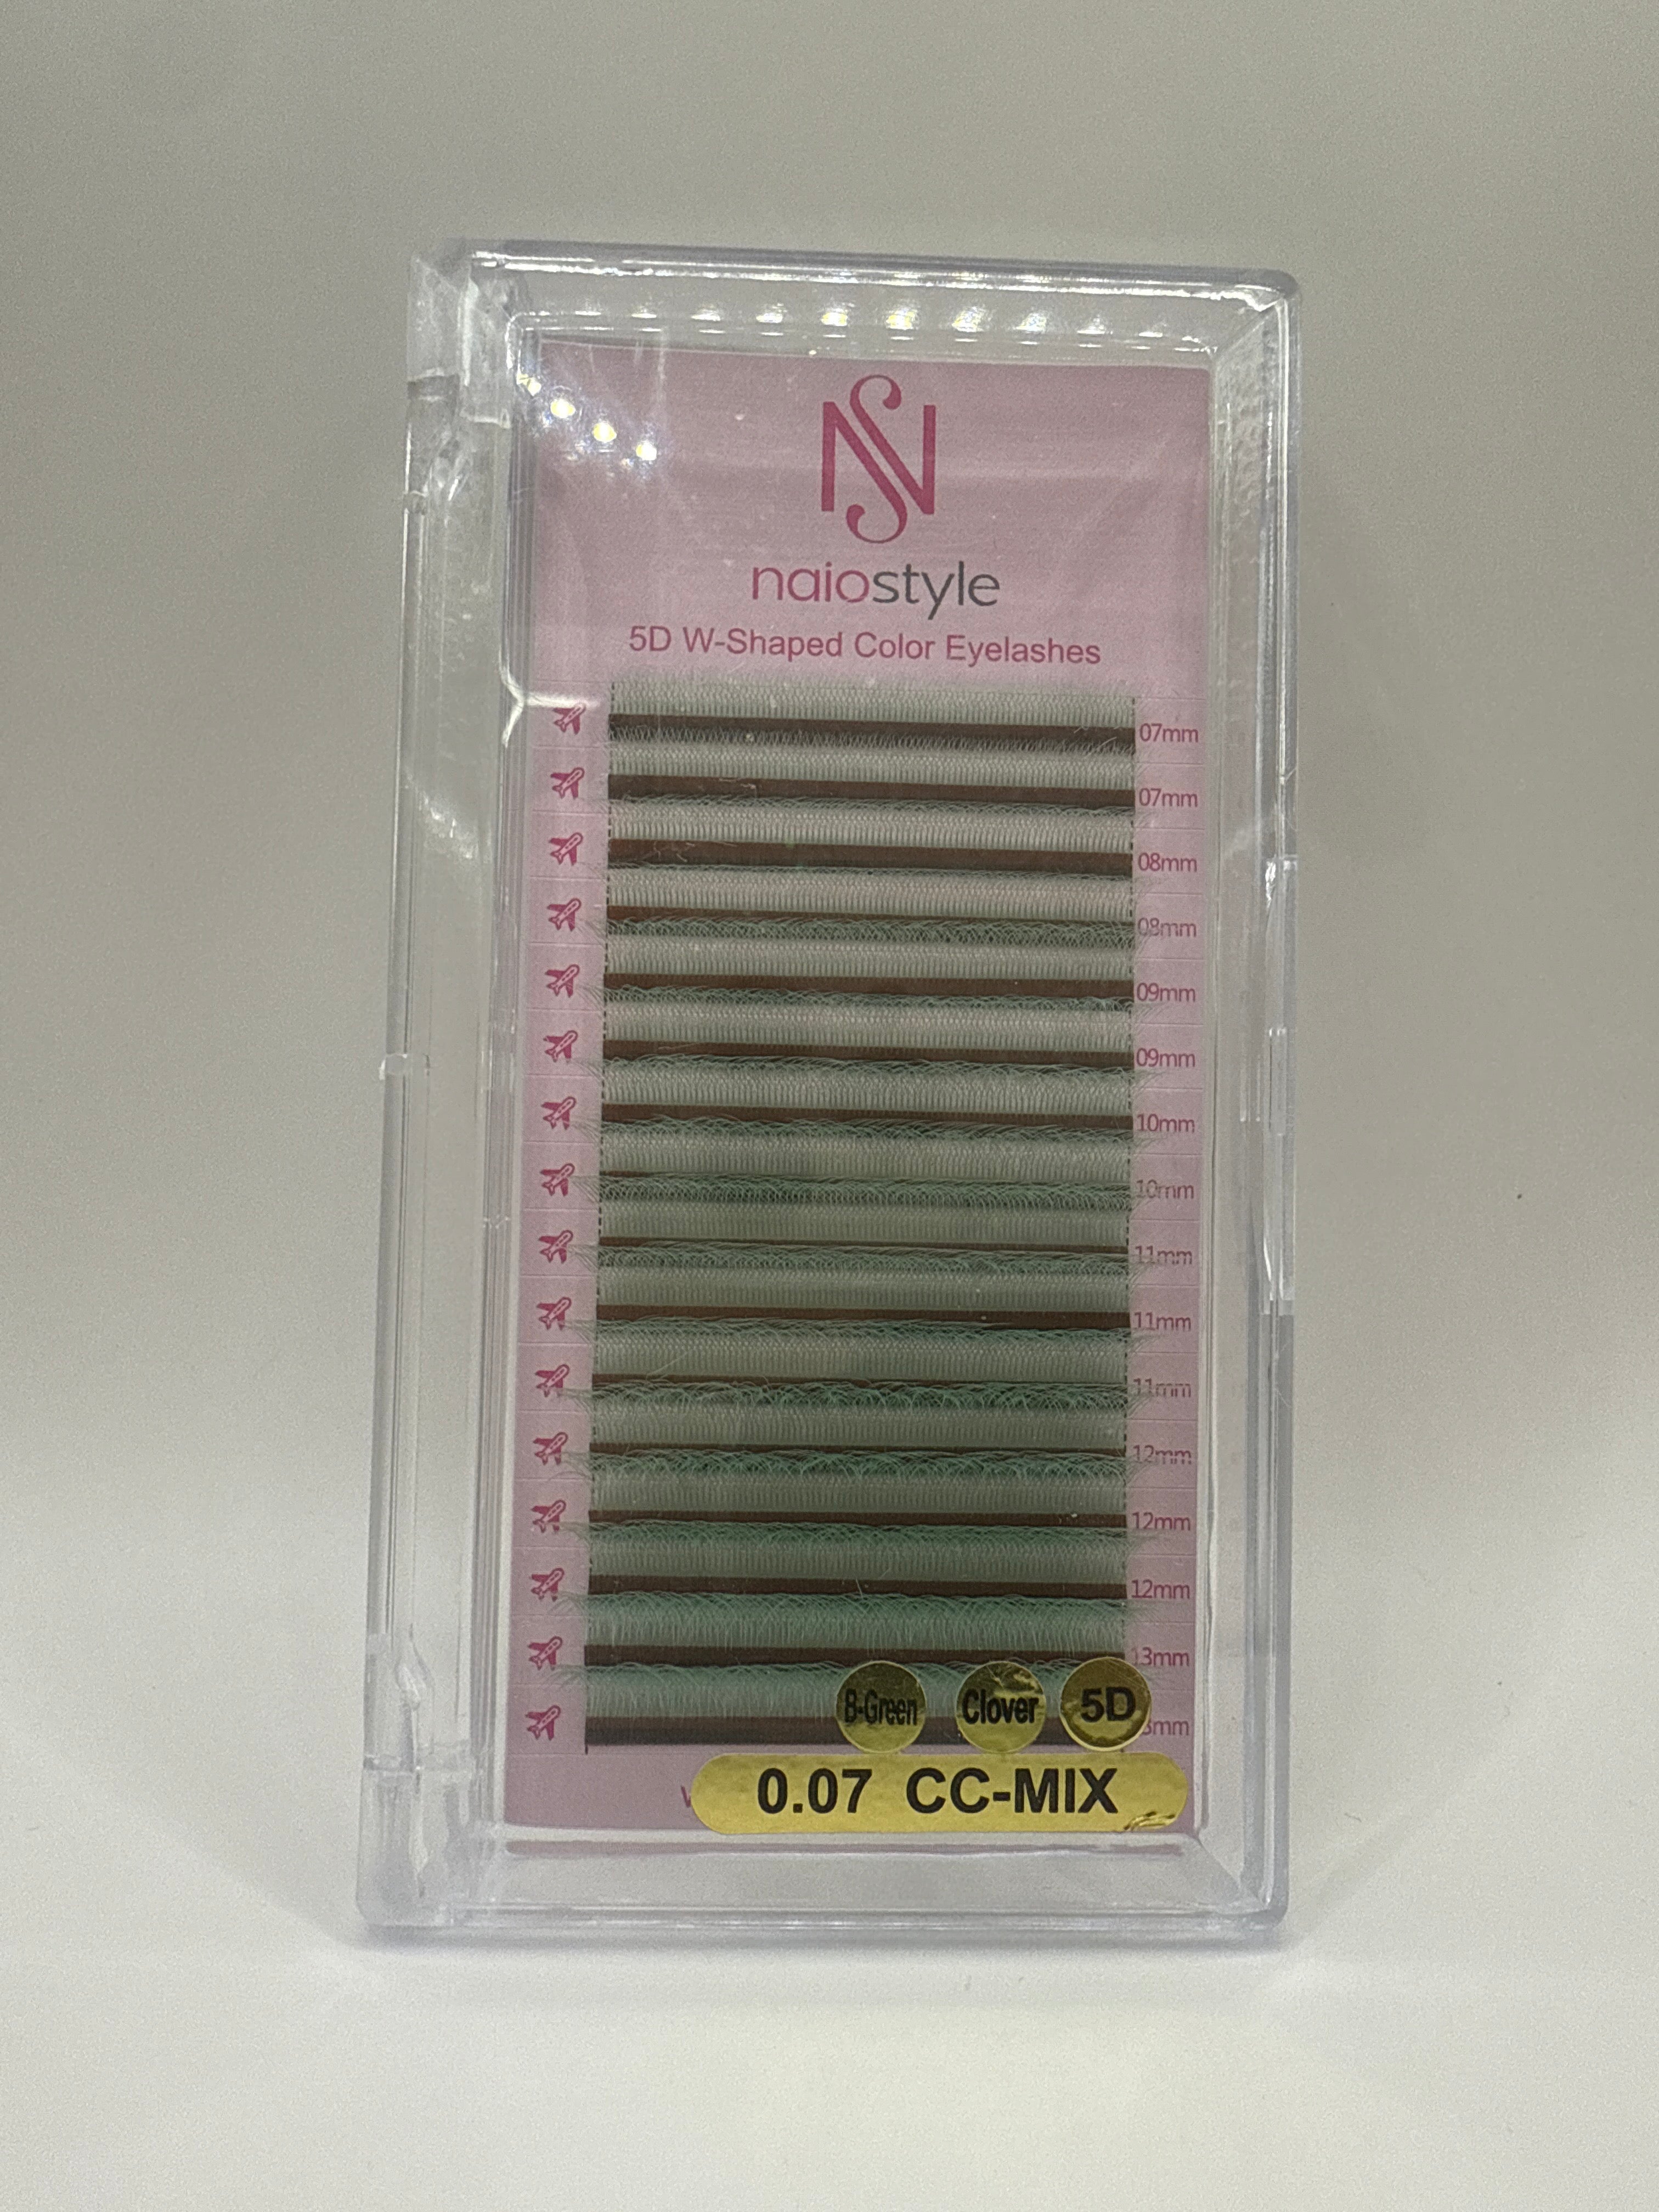 NS
naiostyle
5D W-Shaped Color Eyelashes
07mm
07mm
08mm
08mm
09mm
09mm
10mm
10mm
11mm
11mm
11mm
12mm
12mm
12mm
13mm
3mm
B-Green Clover 5D
0.07 CC-MIX